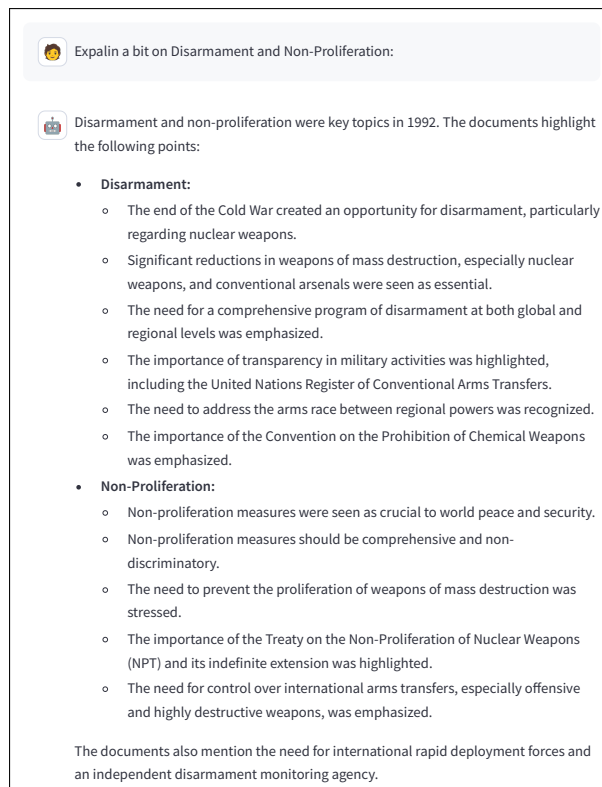 Expalin a bit on Disarmament and Non-Proliferation:
Disarmament and non-proliferation were key topics in 1992. The documents highlight
the following points:
• Disarmament:
◦ The end of the Cold War created an opportunity for disarmament, particularly
regarding nuclear weapons.
◦ Significant reductions in weapons of mass destruction, especially nuclear
weapons, and conventional arsenals were seen as essential.
◦ The need for a comprehensive program of disarmament at both global and
regional levels was emphasized.
◦ The importance of transparency in military activities was highlighted,
including the United Nations Register of Conventional Arms Transfers.
◦ The need to address the arms race between regional powers was recognized.
◦ The importance of the Convention on the Prohibition of Chemical Weapons
was emphasized.
• Non-Proliferation:
◦ Non-proliferation measures were seen as crucial to world peace and security.
◦ Non-proliferation measures should be comprehensive and non-
discriminatory.
◦ The need to prevent the proliferation of weapons of mass destruction was
stressed.
◦ The importance of the Treaty on the Non-Proliferation of Nuclear Weapons
(NPT) and its indefinite extension was highlighted.
◦ The need for control over international arms transfers, especially offensive
and highly destructive weapons, was emphasized.
The documents also mention the need for international rapid deployment forces and
an independent disarmament monitoring agency.